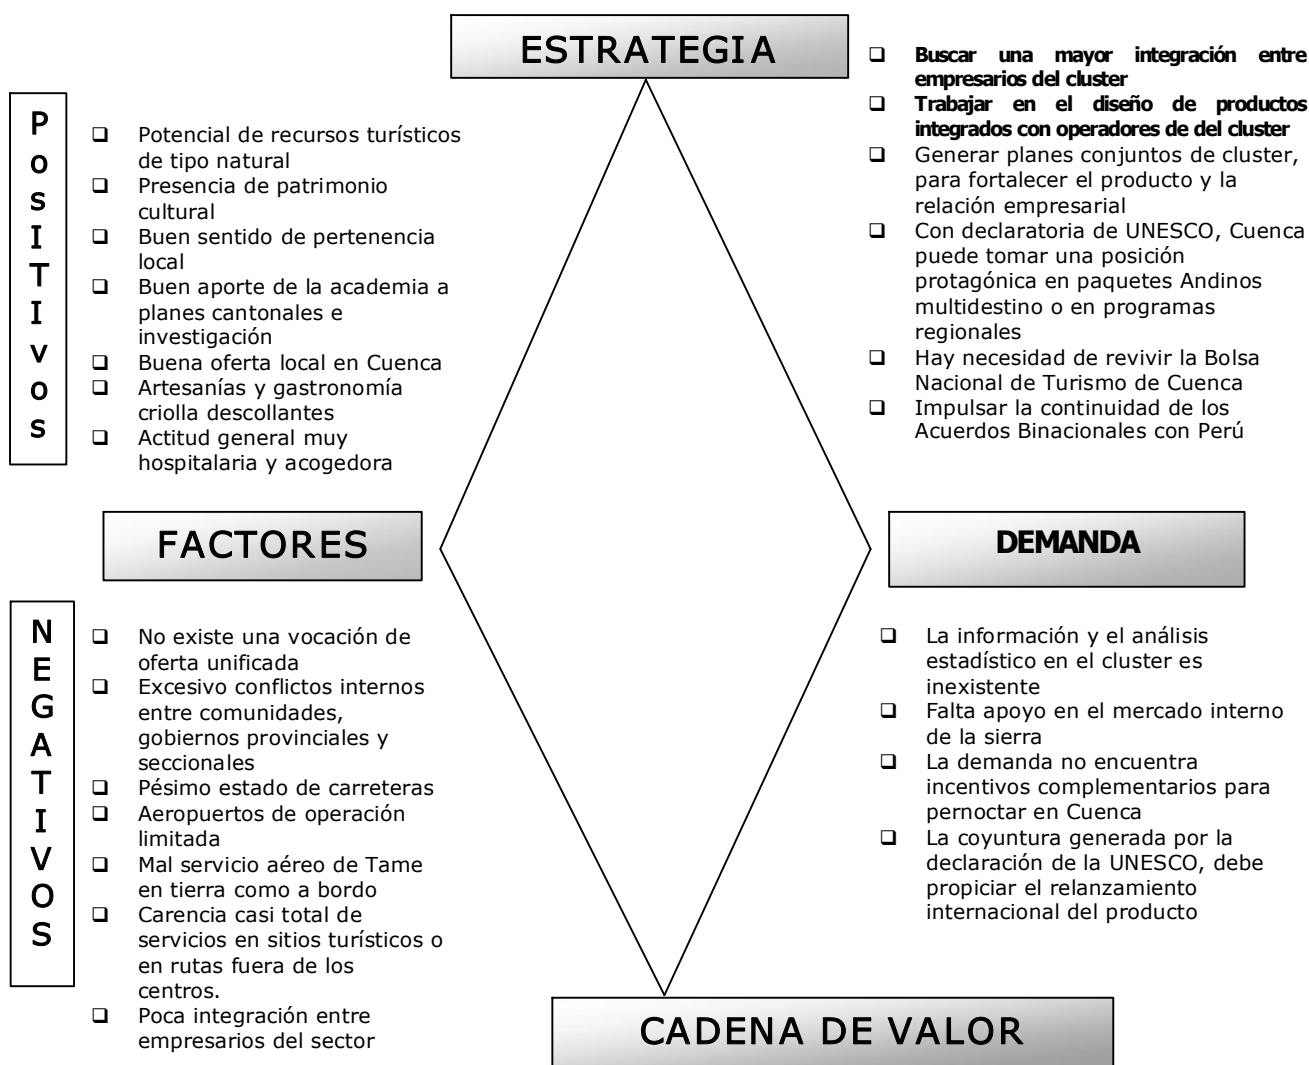 ESTRATEGIA
❑ Buscar una mayor integración entre
empresarios del cluster
❑ Trabajar en el diseño de productos
integrados con operadores de del cluster
❑ Generar planes conjuntos de cluster,
para fortalecer el producto y la
relación empresarial
❑ Con declaratoria de UNESCO, Cuenca
puede tomar una posición
protagónica en paquetes Andinos
multidestino o en programas
regionales
❑ Hay necesidad de revivir la Bolsa
Nacional de Turismo de Cuenca
❑ Impulsar la continuidad de los
Acuerdos Binacionales con Perú
P
o
s
I
T
I
v
o
s
❑ Potencial de recursos turísticos
de tipo natural
❑ Presencia de patrimonio
cultural
❑ Buen sentido de pertenencia
local
❑ Buen aporte de la academia a
planes cantonales e
investigación
❑ Buena oferta local en Cuenca
❑ Artesanías y gastronomía
criolla descollantes
❑ Actitud general muy
hospitalaria y acogedora
FACTORES
DEMANDA
N
E
G
A
T
I
V
O
S
❑ No existe una vocación de
oferta unificada
❑ Excesivo conflictos internos
entre comunidades,
gobiernos provinciales y
seccionales
❑ Pésimo estado de carreteras
❑ Aeropuertos de operación
limitada
❑ Mal servicio aéreo de Tame
en tierra como a bordo
❑ Carencia casi total de
servicios en sitios turísticos o
en rutas fuera de los
centros.
❑ Poca integración entre
empresarios del sector
❑ La información y el análisis
estadístico en el cluster es
inexistente
❑ Falta apoyo en el mercado interno
de la sierra
❑ La demanda no encuentra
incentivos complementarios para
pernoctar en Cuenca
❑ La coyuntura generada por la
declaración de la UNESCO, debe
propiciar el relanzamiento
internacional del producto
CADENA DE VALOR